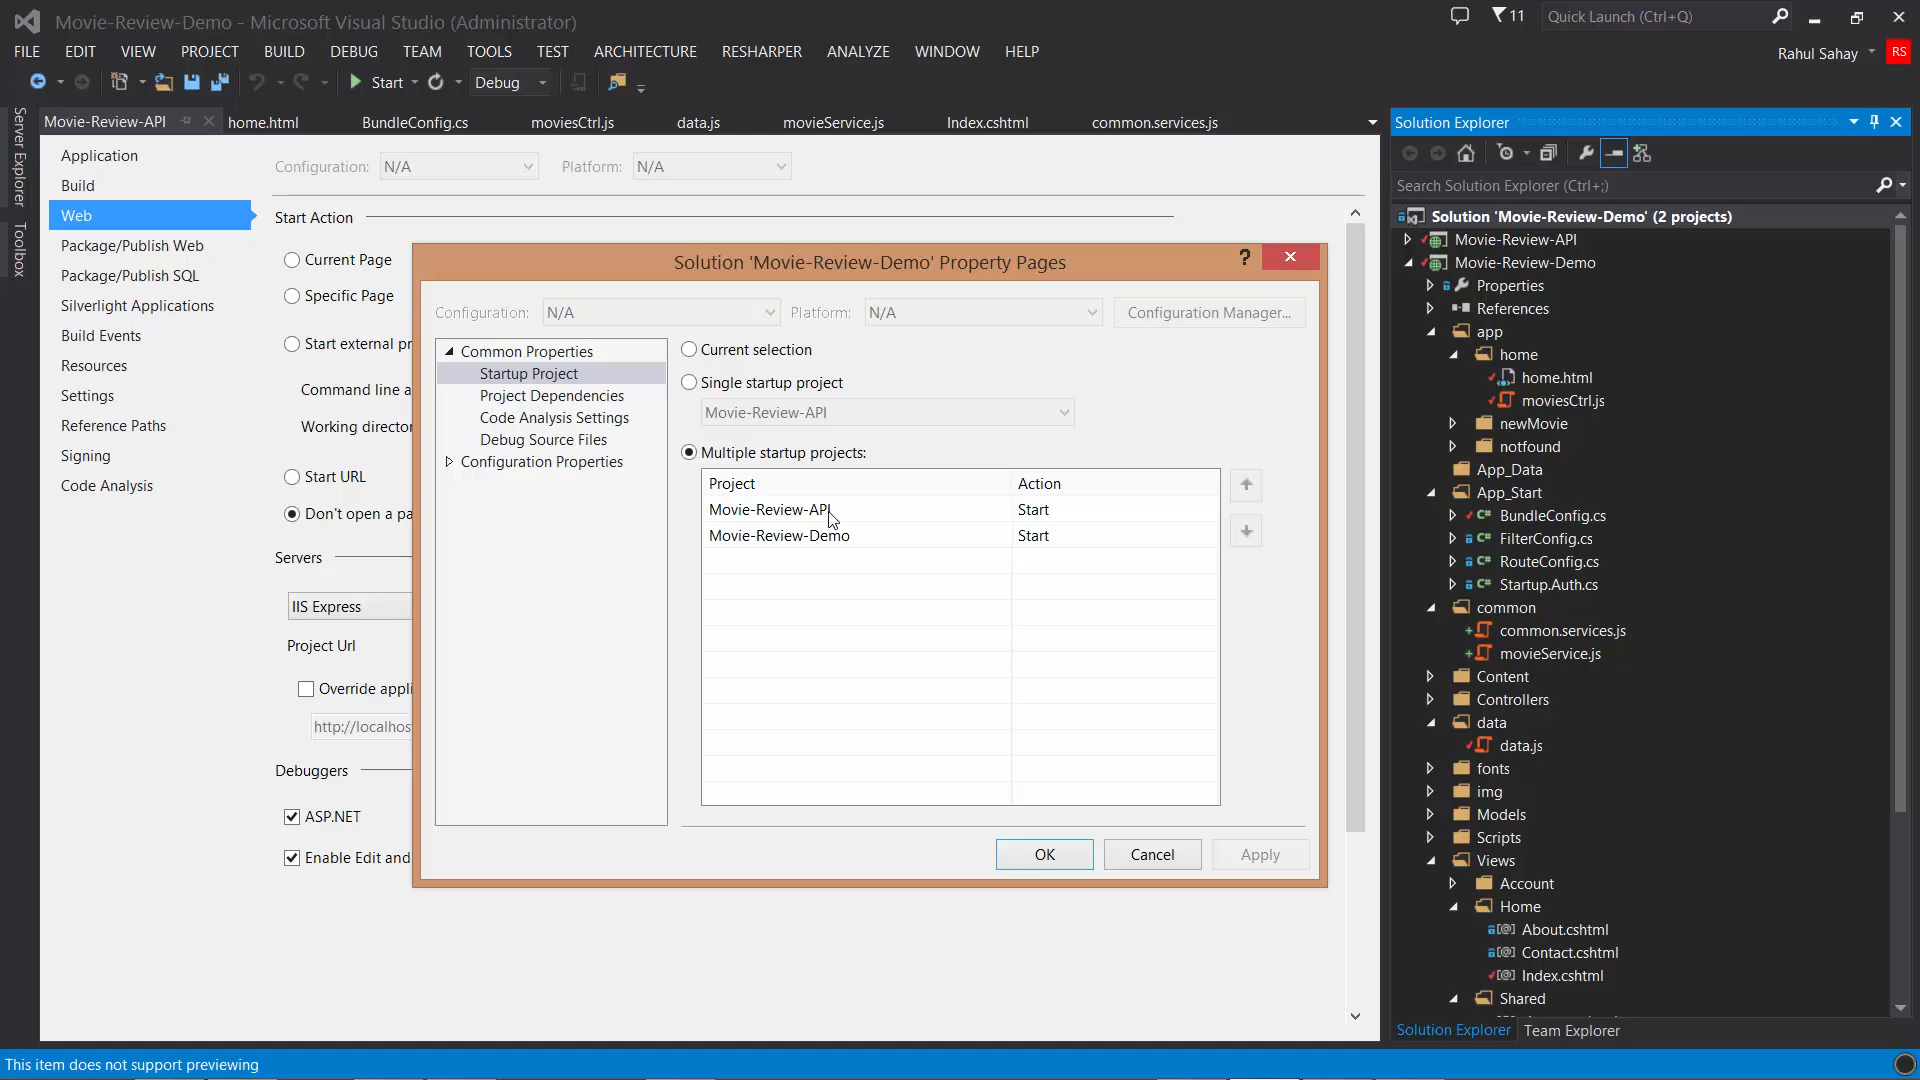 Movie-Review-Demo - Microsoft Visual Studio (Administrator)
11
Quick Launch (Ctrl+Q)
FILE EDIT VIEW PROJECT BUILD DEBUG TEAM TOOLS TEST ARCHITECTURE RESHARPER ANALYZE WINDOW HELP
Rahul Sahay
RS
Start
Debug
Server Explorer
Toolbox
Movie-Review-API home.html BundleConfig.cs moviesCtrl.js data.js movieService.js Index.cshtml common.services.js
Application
Build
Web
Package/Publish Web
Package/Publish SQL
Silverlight Applications
Build Events
Resources
Settings
Reference Paths
Signing
Code Analysis
Configuration: N/A Platform: N/A
Start Action
Current Page
Specific Page
Start external pr
Command line a
Working director
Start URL
Don't open a pa
Servers
IIS Express
Project Url
Override appli
http://localhos
Debuggers
ASP.NET
Enable Edit and
Solution 'Movie-Review-Demo' Property Pages
?
Configuration: N/A Platform: N/A Configuration Manager...
Common Properties
Startup Project
Project Dependencies
Code Analysis Settings
Debug Source Files
Configuration Properties
Current selection
Single startup project
Movie-Review-API
Multiple startup projects:
Project Action
Movie-Review-API Start
Movie-Review-Demo Start
OK Cancel Apply
Solution Explorer
Search Solution Explorer (Ctrl+;)
Solution 'Movie-Review-Demo' (2 projects)
Movie-Review-API
Movie-Review-Demo
Properties
References
app
home
home.html
moviesCtrl.js
newMovie
notfound
App_Data
App_Start
C# BundleConfig.cs
C# FilterConfig.cs
C# RouteConfig.cs
C# Startup.Auth.cs
common
common.services.js
movieService.js
Content
Controllers
data
data.js
fonts
img
Models
Scripts
Views
Account
Home
[@] About.cshtml
[@] Contact.cshtml
[@] Index.cshtml
Shared
Solution Explorer Team Explorer
This item does not support previewing